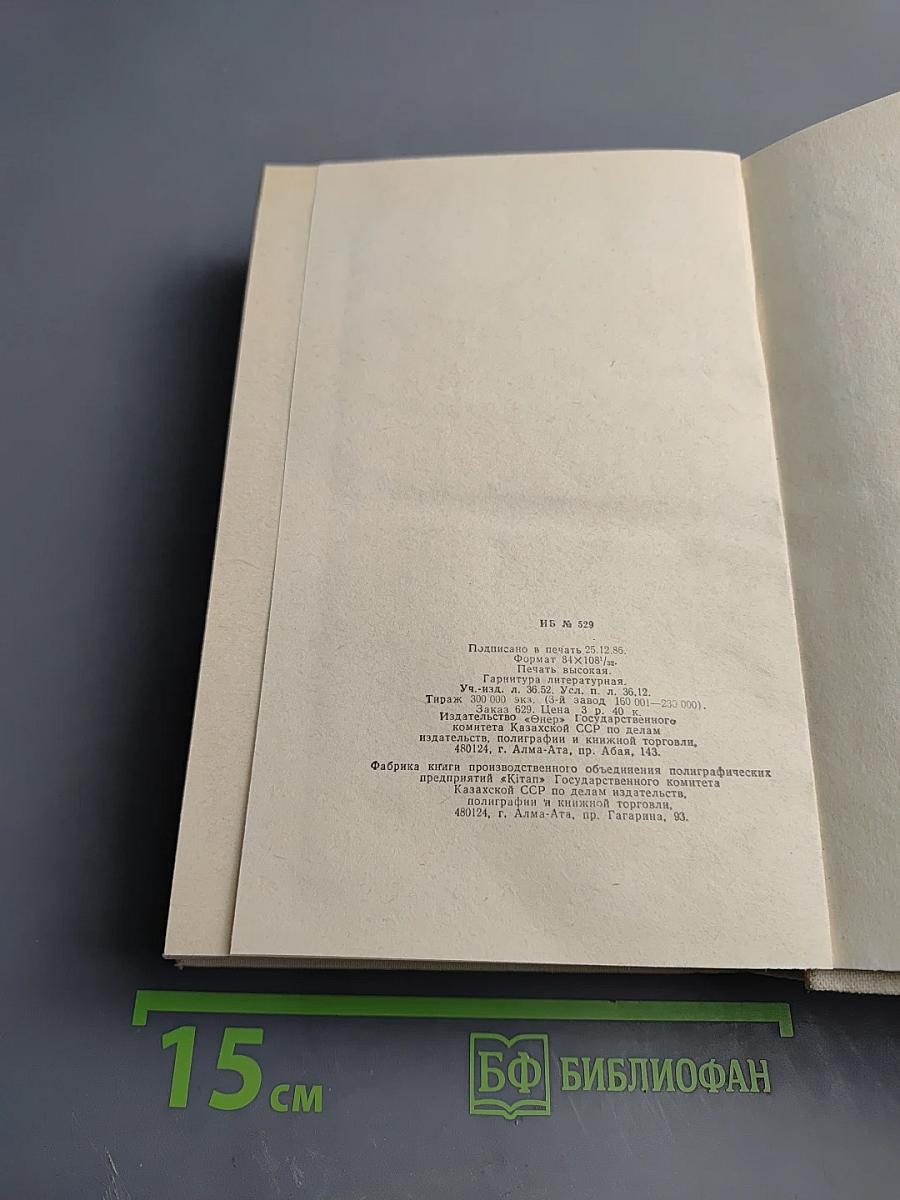 ИБ № 529
Подписано в печать 25.12.86.
Формат 84×108¹/₃₂.
Печать высокая.
Гарнитура литературная.
Уч.-изд. л. 36.52. Усл. п. л. 36,12.
Тираж 300 000 экз. (3-й завод 160 001—230 000).
Заказ 629. Цена 3 р. 40 к.
Издательство «Өнер» Государственного
комитета Казахской ССР по делам
издательств, полиграфии и книжной торговли,
480124, г. Алма-Ата, пр. Абая, 143.
Фабрика книги производственного объединения полиграфических
предприятий «Кітап» Государственного комитета
Казахской ССР по делам издательств,
полиграфии и книжной торговли,
480124, г. Алма-Ата, пр. Гагарина, 93.
15 см
БФ БИБЛИОФАН